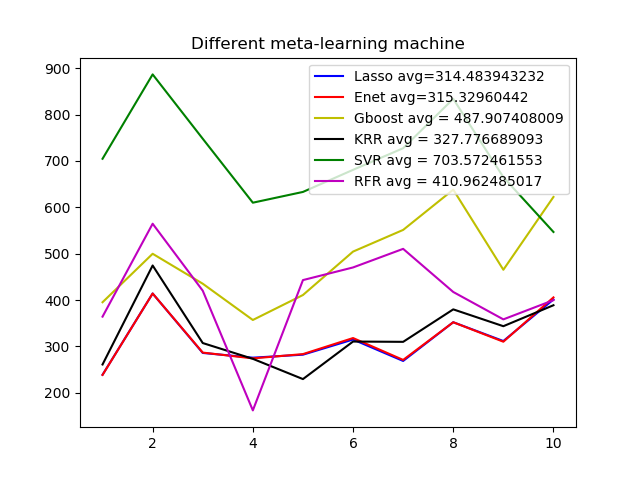 Different meta-learning machine
Lasso avg=314.483943232
Enet avg=315.32960442
Gboost avg = 487.907408009
KRR avg = 327.776689093
SVR avg = 703.572461553
RFR avg = 410.962485017
900
800
700
600
500
400
300
200
2 4 6 8 10